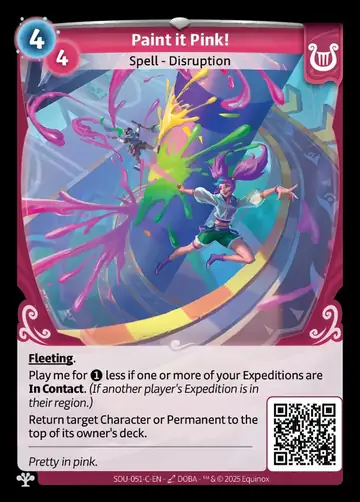 4
4
Paint it Pink!
Spell - Disruption
Fleeting.
Play me for 1 less if one or more of your Expeditions are
In Contact. (If another player's Expedition is in
their region.)
Return target Character or Permanent to the
top of its owner's deck.
Pretty in pink.
SDU-051-C-EN - DOBA - ™ & © 2025 Equinox